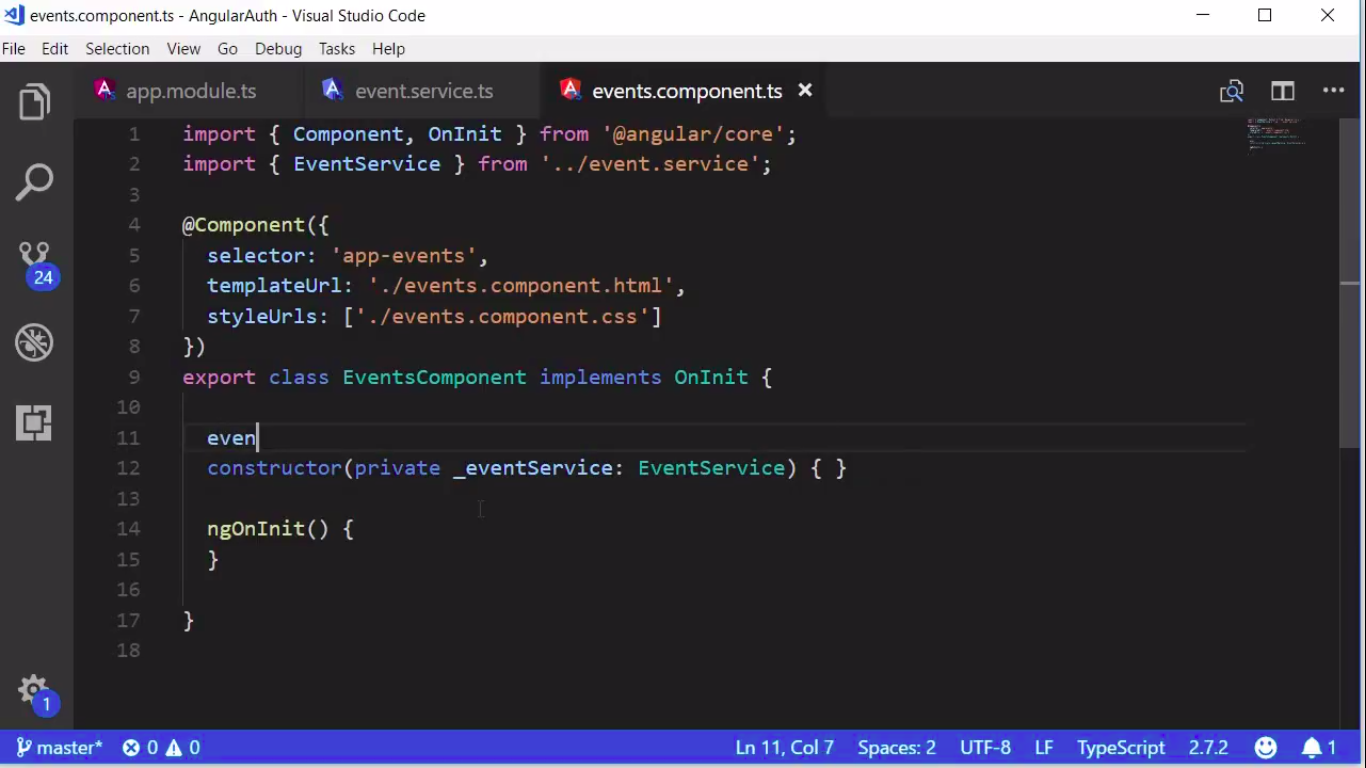 events.component.ts - AngularAuth - Visual Studio Code
File Edit Selection View Go Debug Tasks Help
app.module.ts event.service.ts events.component.ts
1 import { Component, OnInit } from '@angular/core';
2 import { EventService } from '../event.service';
3
4 @Component({
5 selector: 'app-events',
6 templateUrl: './events.component.html',
7 styleUrls: ['./events.component.css']
8 })
9 export class EventsComponent implements OnInit {
10
11 even
12 constructor(private _eventService: EventService) { }
13
14 ngOnInit() {
15 }
16
17 }
18
24
1
master* 0 0 Ln 11, Col 7 Spaces: 2 UTF-8 LF TypeScript 2.7.2 1